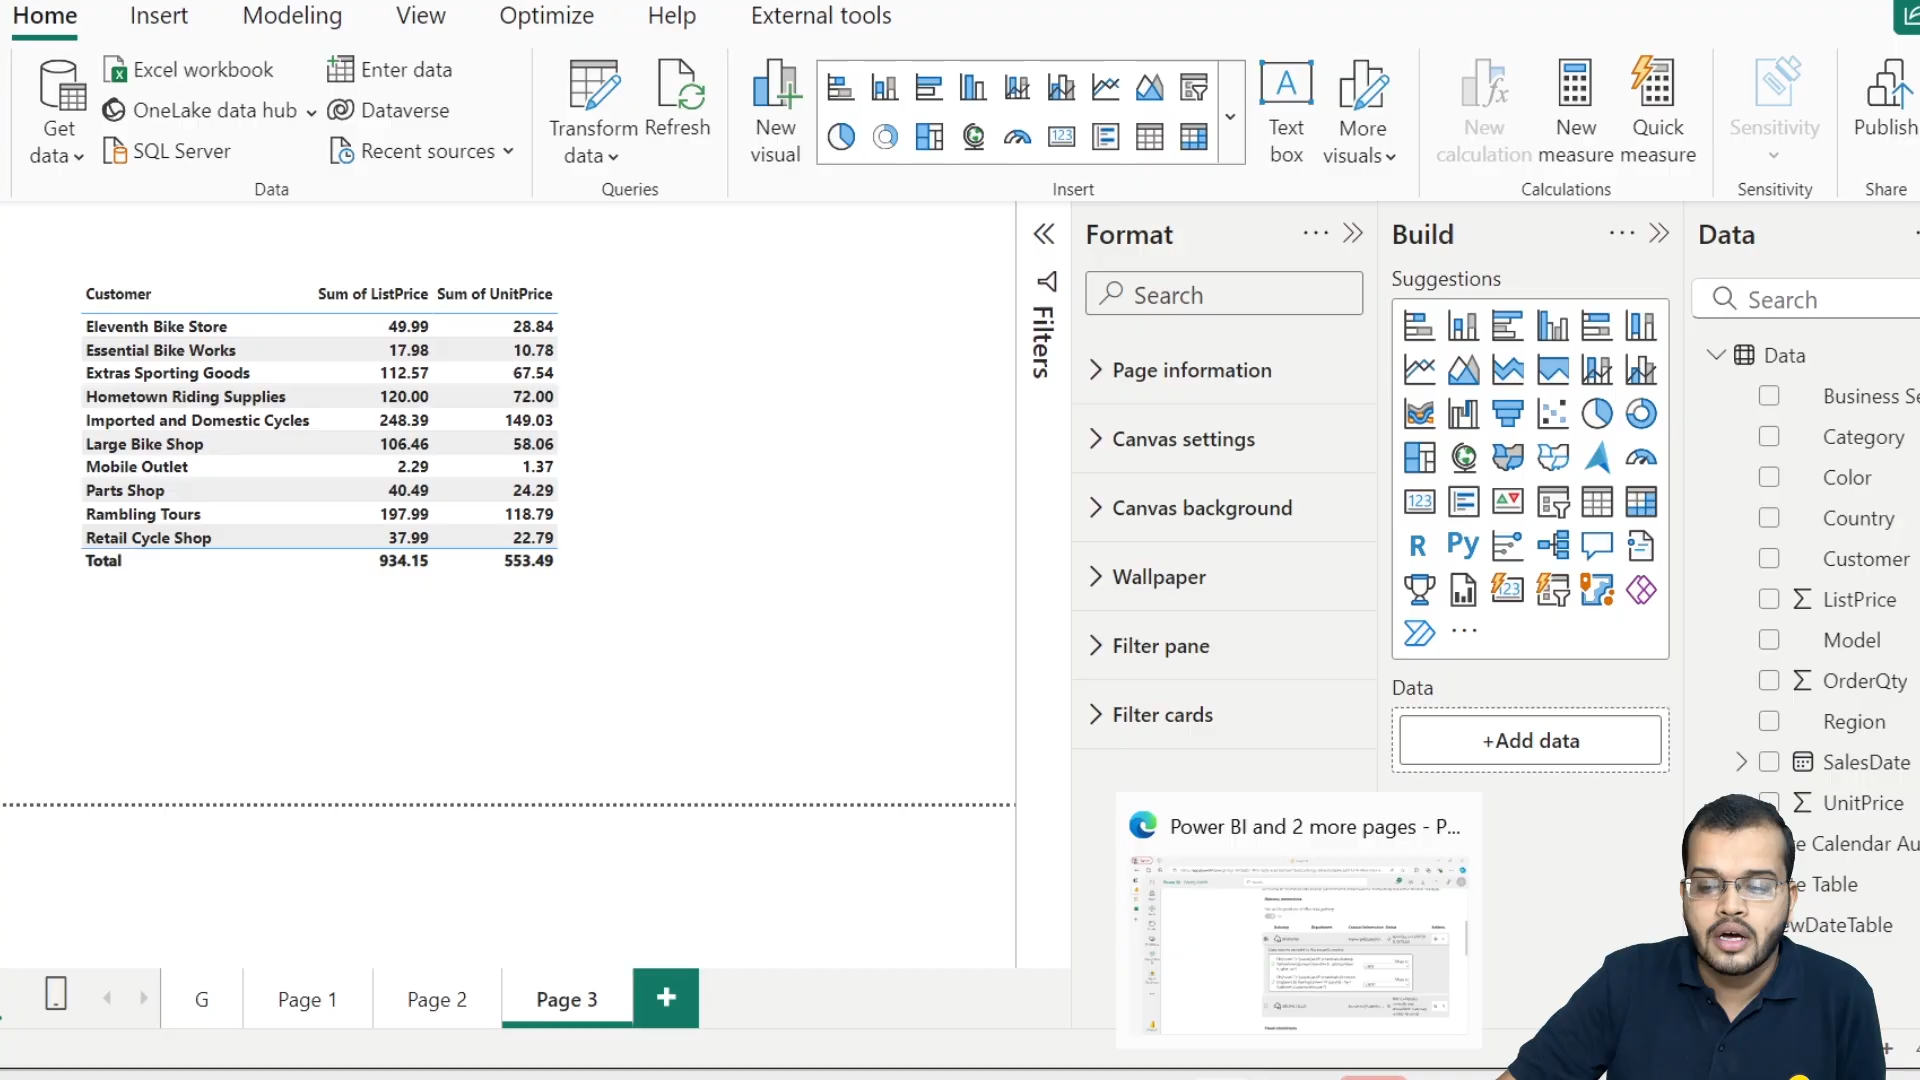 Home Insert Modeling View Optimize Help External tools
Get data
Excel workbook
OneLake data hub
SQL Server
Enter data
Dataverse
Recent sources
Data
Transform data
Refresh
Queries
New visual
123
Text box
More visuals
Insert
New calculation
New measure
Quick measure
Calculations
Sensitivity
Sensitivity
Publish
Share
Customer Sum of ListPrice Sum of UnitPrice
Eleventh Bike Store 49.99 28.84
Essential Bike Works 17.98 10.78
Extras Sporting Goods 112.57 67.54
Hometown Riding Supplies 120.00 72.00
Imported and Domestic Cycles 248.39 149.03
Large Bike Shop 106.46 58.06
Mobile Outlet 2.29 1.37
Parts Shop 40.49 24.29
Rambling Tours 197.99 118.79
Retail Cycle Shop 37.99 22.79
Total 934.15 553.49
Filters
Format
Search
Page information
Canvas settings
Canvas background
Wallpaper
Filter pane
Filter cards
Build
Suggestions
123
R Py
123
Data
+Add data
Data
Search
Data
Business Se
Category
Color
Country
Customer
ListPrice
Model
OrderQty
Region
SalesDate
UnitPrice
e Calendar Au
e Table
ewDateTable
Power BI and 2 more pages - P...
G Page 1 Page 2 Page 3